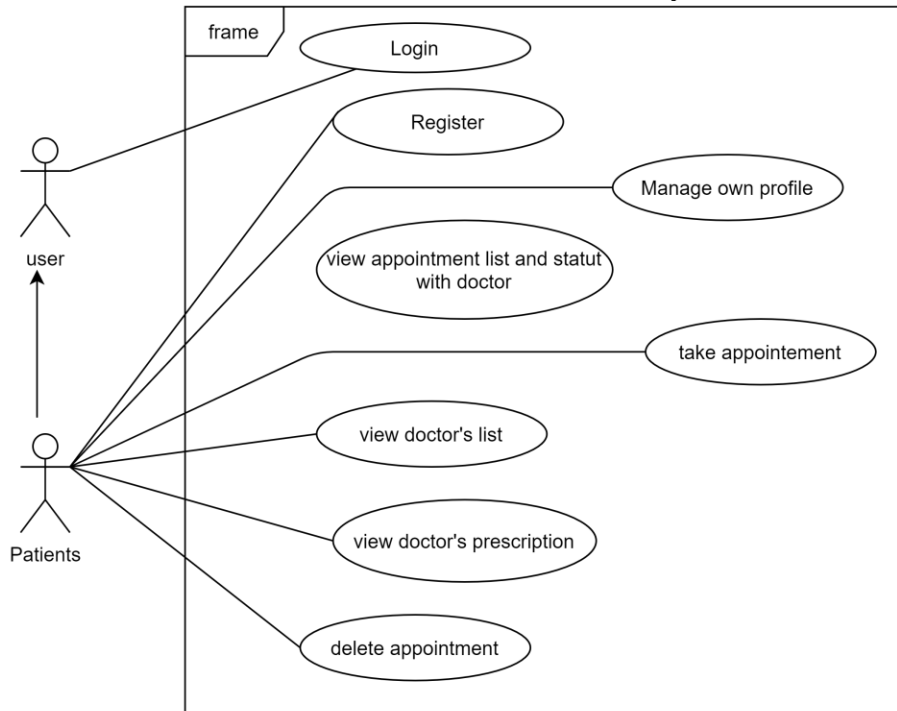 frame
Login
Register
Manage own profile
user
view appointment list and statut
with doctor
take appointement
view doctor's list
view doctor's prescription
Patients
delete appointment